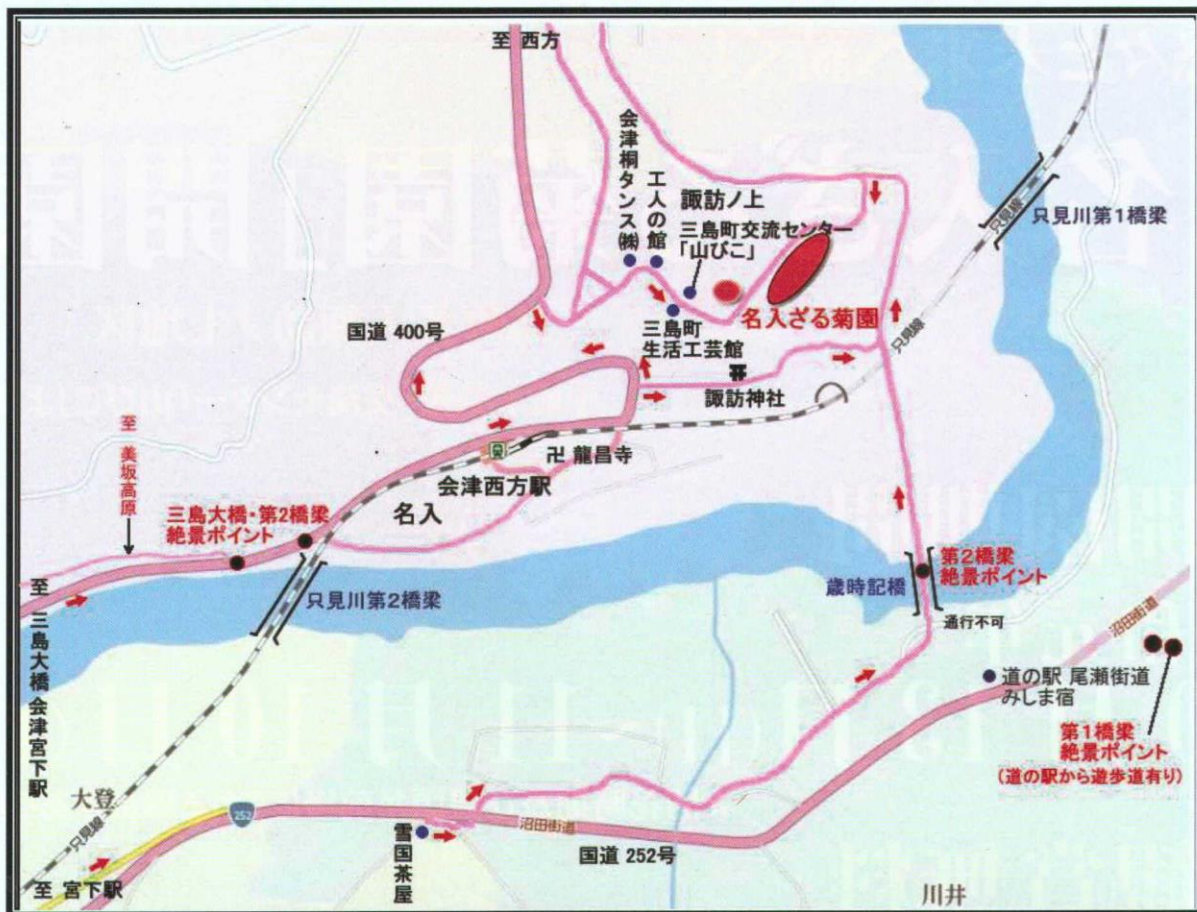 至 西方
会津桐タンス㈱
工人の館
諏訪ノ上
三島町交流センター
「山びこ」
只見川第1橋梁
只見線
国道 400号
三島町
生活工芸館
名入ざる菊園
只見線
諏訪神社
卍 龍昌寺
会津西方駅
至 美坂高原
三島大橋・第2橋梁
絶景ポイント
名入
只見川第2橋梁
歳時記橋
第2橋梁
絶景ポイント
通行不可
沼田街道
至 三島大橋 会津宮下駅
道の駅 尾瀬街道
みしま宿
第1橋梁
絶景ポイント
(道の駅から遊歩道有り)
大登
只見線
252
沼田街道
雪国茶屋
国道 252号
至 宮下駅
川井